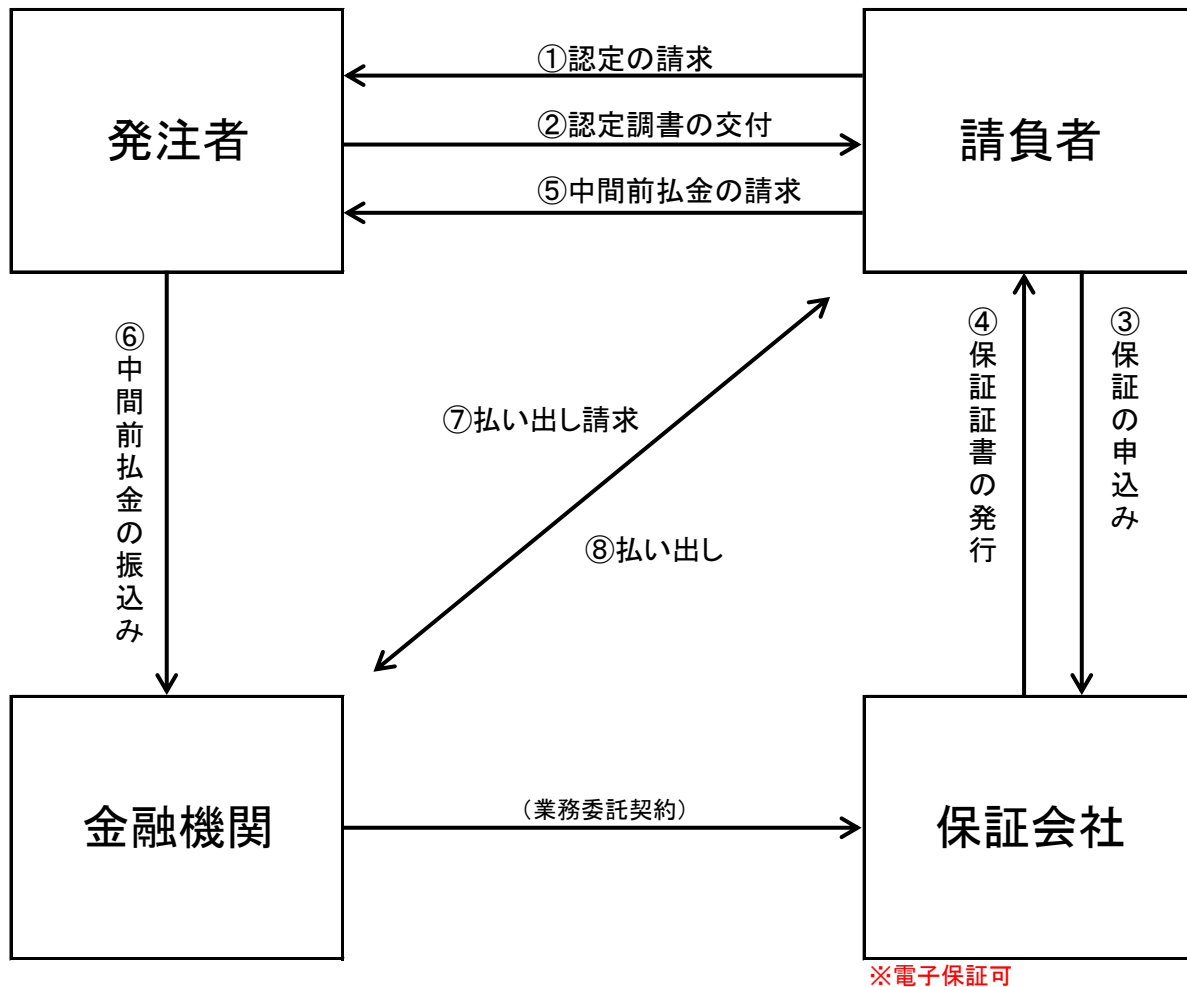 ①認定の請求
発注者
②認定調書の交付
請負者
⑤中間前払金の請求
⑥中間前払金の振込み
④保証証書の発行
③保証の申込み
⑦払い出し請求
⑧払い出し
金融機関
(業務委託契約)
保証会社
※電子保証可